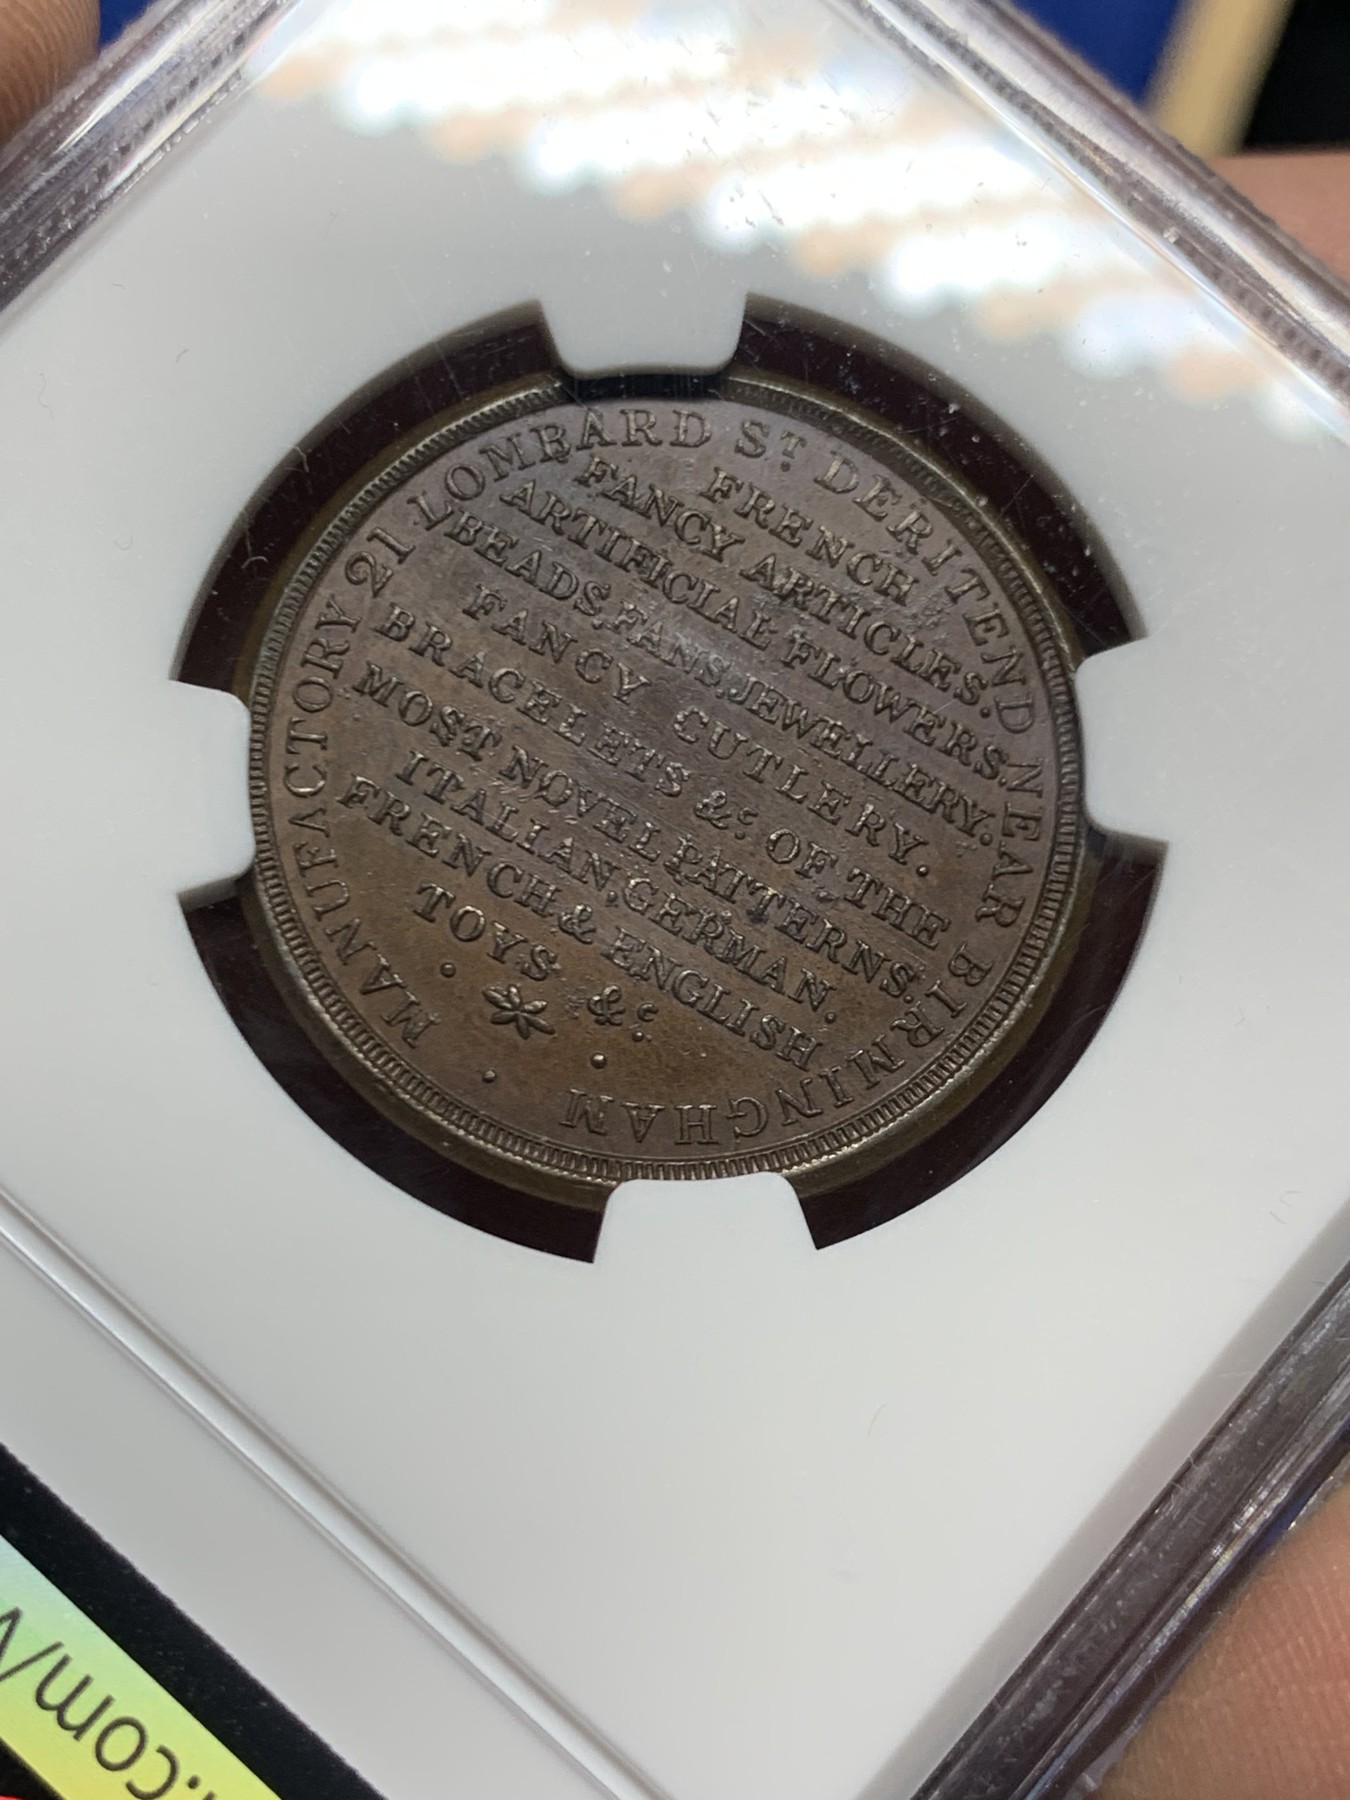 MANUFACTORY 21 LOMBARD ST DERITEND NEAR BIRMINGHAM
FRENCH
FANCY ARTICLES.
ARTIFICIAL FLOWERS.
BEADS, FANS, JEWELLERY.
FANCY CUTLERY.
BRACELETS &c OF THE
MOST NOVEL PATTERNS.
ITALIAN, GERMAN.
FRENCH & ENGLISH
TOYS &c
.com/